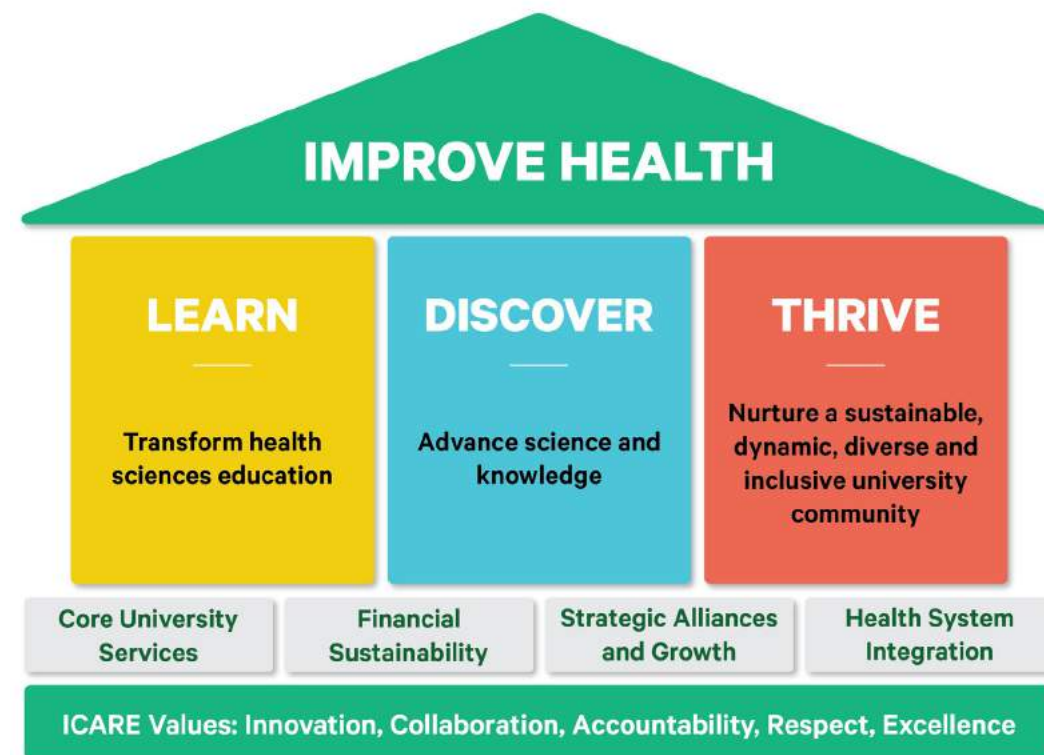 IMPROVE HEALTH
LEARN
Transform health
sciences education
DISCOVER
Advance science and
knowledge
THRIVE
Nurture a sustainable,
dynamic, diverse and
inclusive university
community
Core University
Services
Financial
Sustainability
Strategic Alliances
and Growth
Health System
Integration
ICARE Values: Innovation, Collaboration, Accountability, Respect, Excellence